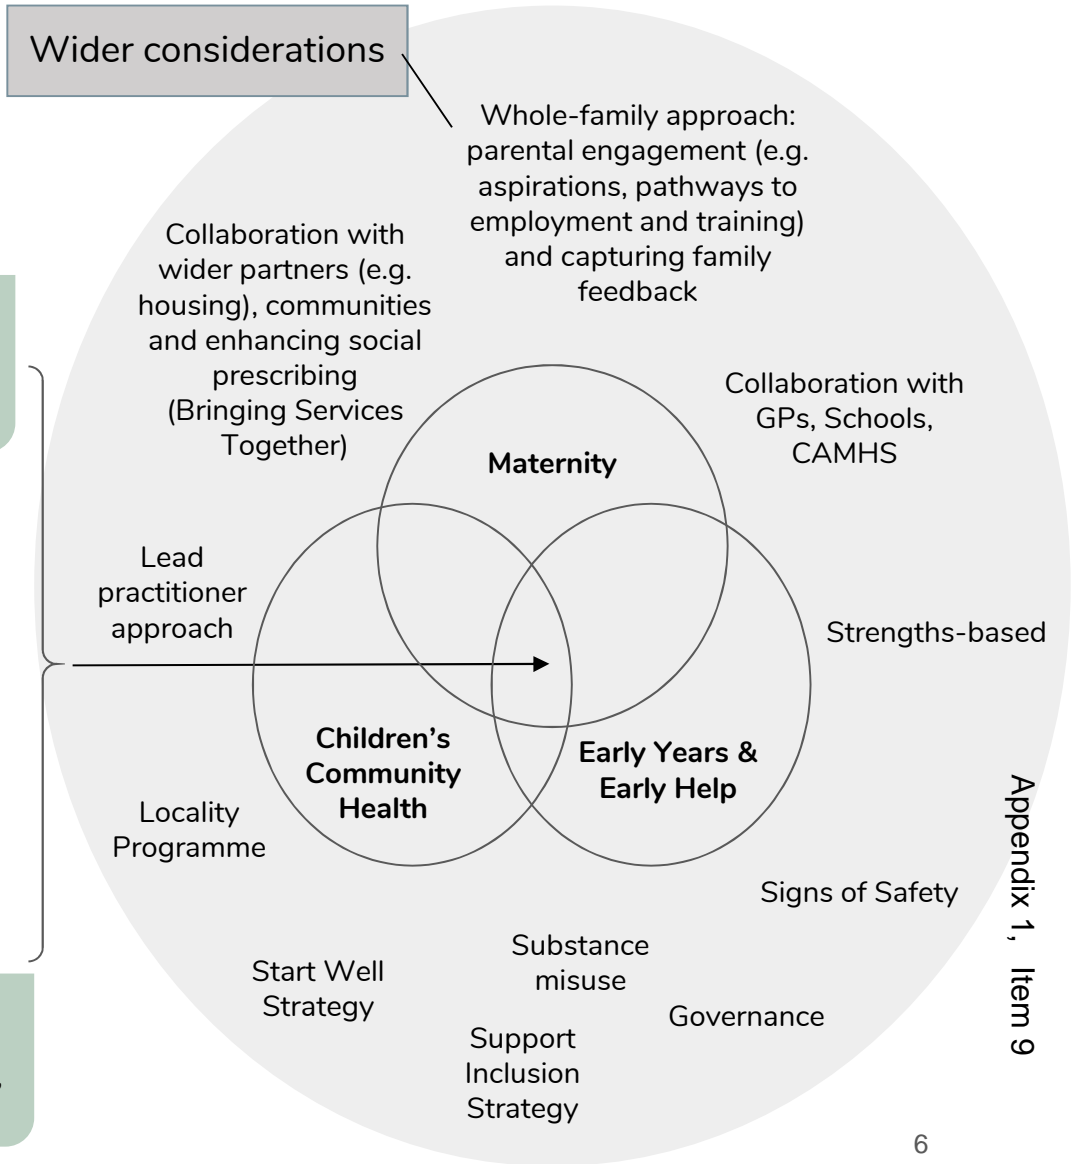 Wider considerations
Whole-family approach:
parental engagement (e.g.
aspirations, pathways to
employment and training)
and capturing family
feedback
Collaboration with
wider partners (e.g.
housing), communities
and enhancing social
prescribing
(Bringing Services
Together)
Collaboration with
GPs, Schools,
CAMHS
Maternity
Lead
practitioner
approach
Strengths-based
Children’s
Community
Health
Early Years &
Early Help
Locality
Programme
Signs of Safety
Start Well
Strategy
Substance
misuse
Governance
Support
Inclusion
Strategy
Appendix 1, Item 9
6